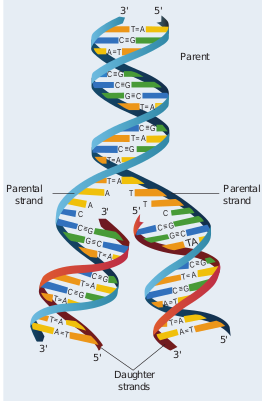 3' 5'
T=A
C≡G
A=T
Parent
C≡G
C≡G
G≡C
T=A
C≡G
T=A
C≡G
T=A
T=A
Parental
strand
A T
Parental
strand
A T
C 3' 5' C
C≡G C≡G
G≡C G≡C
T=A TA
C≡G
T=A
C≡G T=A
T=A C≡G
C≡G A=T
T=A
T=A T=A
A=T A=T
3' 5' 3' 5'
Daughter
strands